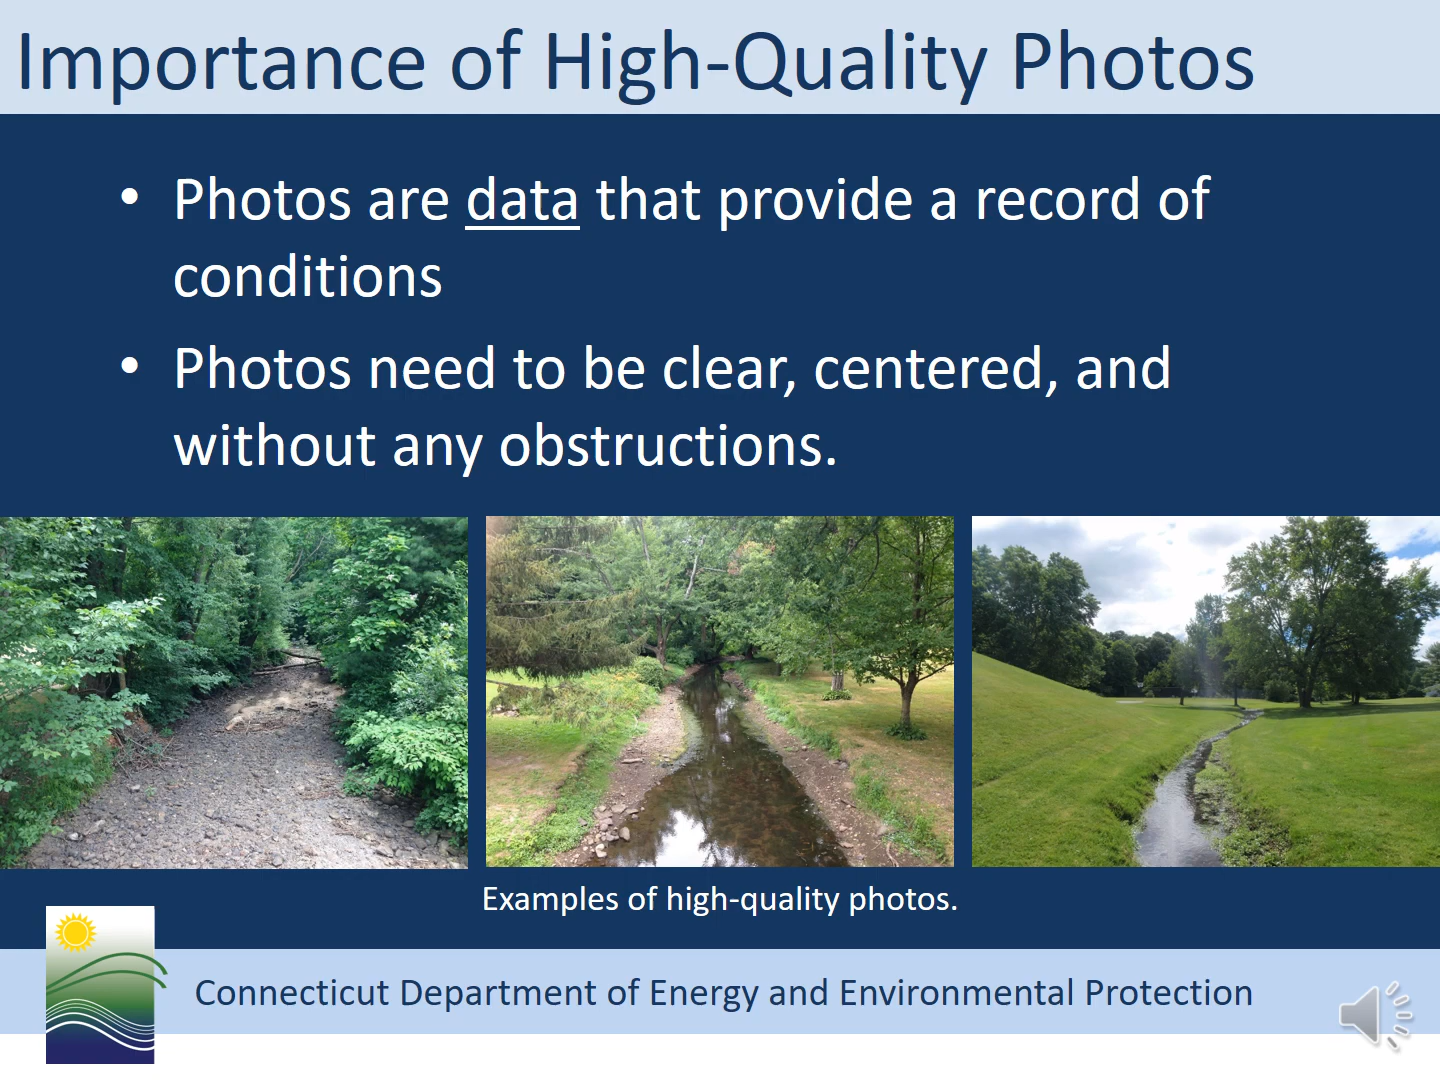 Importance of High-Quality Photos
• Photos are data that provide a record of
conditions
• Photos need to be clear, centered, and
without any obstructions.
Examples of high-quality photos.
Connecticut Department of Energy and Environmental Protection